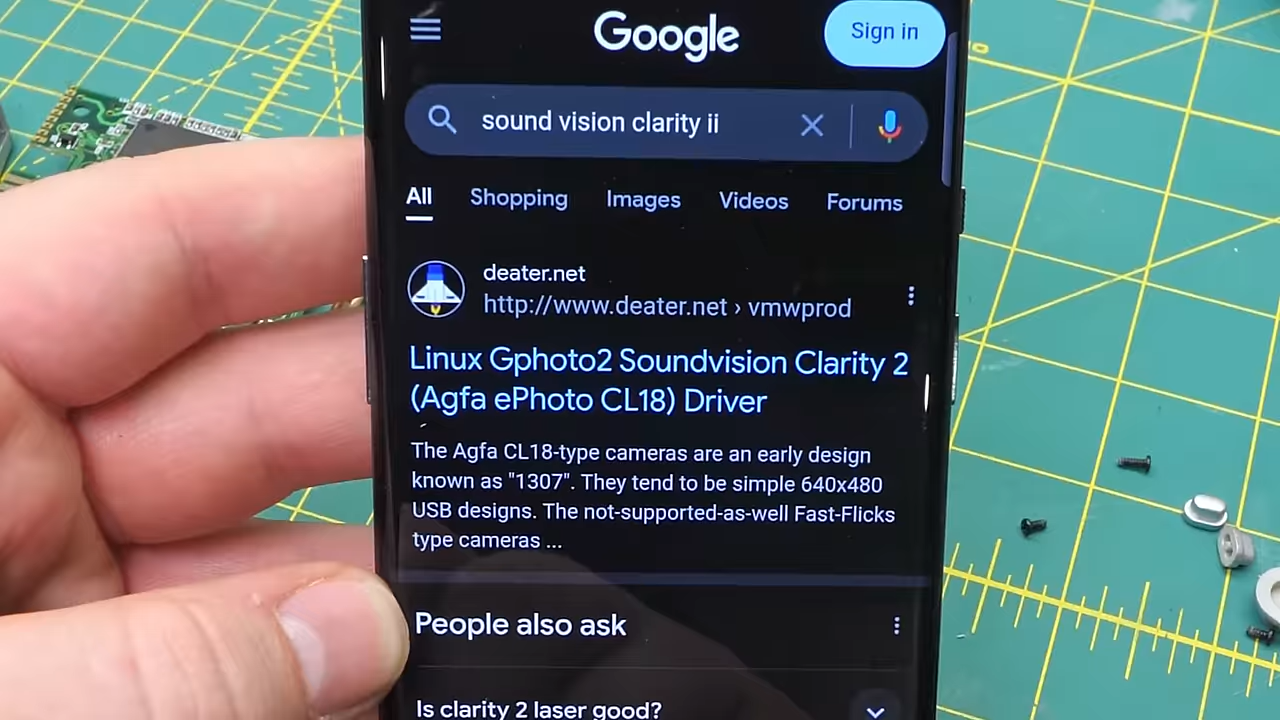 Google
Sign in
sound vision clarity ii
All Shopping Images Videos Forums
deater.net
http://www.deater.net › vmwprod
Linux Gphoto2 Soundvision Clarity 2
(Agfa ePhoto CL18) Driver
The Agfa CL18-type cameras are an early design
known as "1307". They tend to be simple 640x480
USB designs. The not-supported-as-well Fast-Flicks
type cameras ...
People also ask
Is clarity 2 laser good?